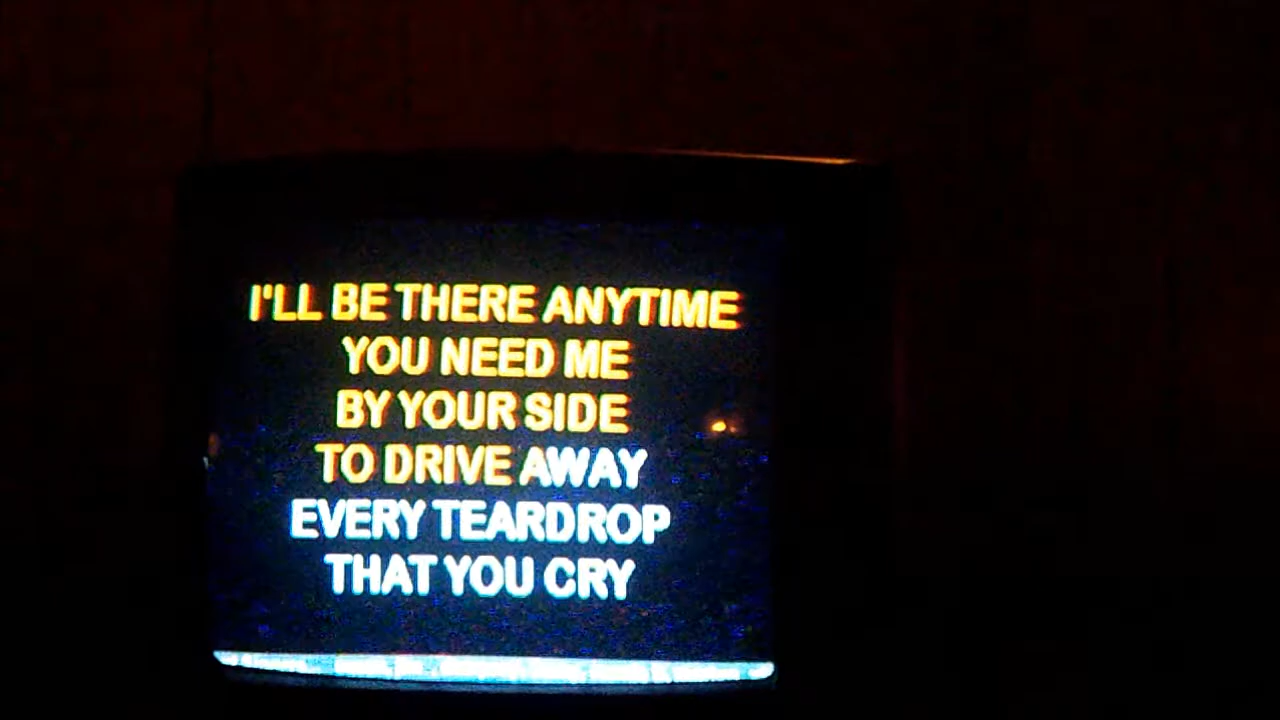 I'LL BE THERE ANYTIME
YOU NEED ME
BY YOUR SIDE
TO DRIVE AWAY
EVERY TEARDROP
THAT YOU CRY